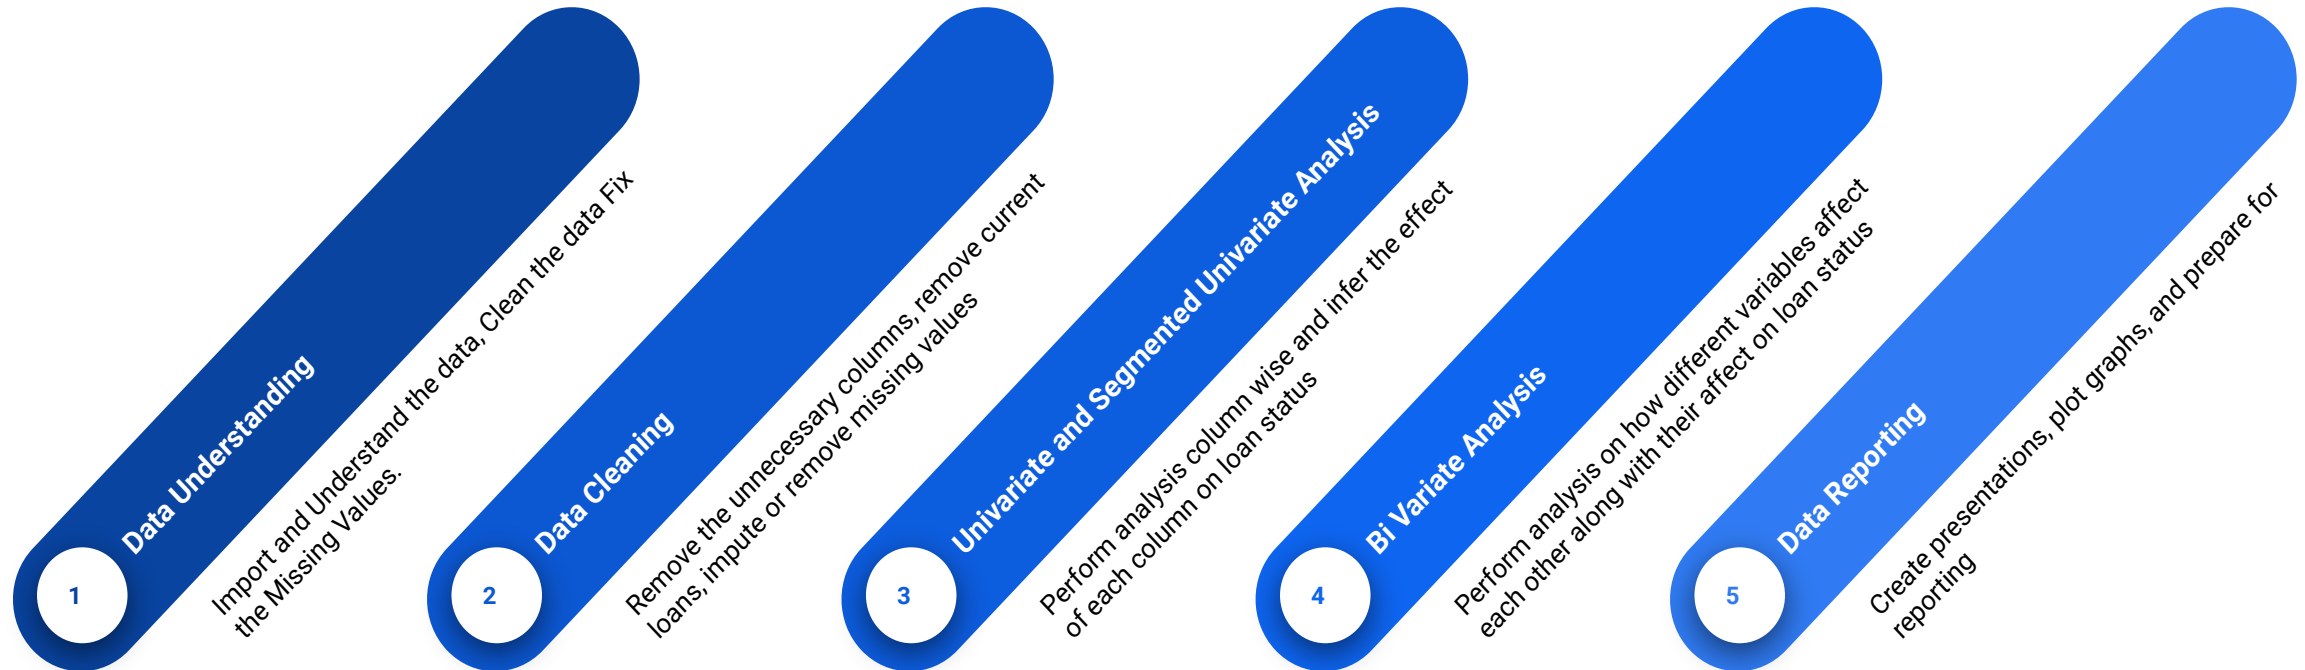 1
Data Understanding
Import and Understand the data, Clean the data Fix
the Missing Values.
2
Data Cleaning
Remove the unnecessary columns, remove current
loans, impute or remove missing values
3
Univariate and Segmented Univariate Analysis
Perform analysis column wise and infer the effect
of each column on loan status
4
Bi Variate Analysis
Perform analysis on how different variables affect
each other along with their affect on loan status
5
Data Reporting
Create presentations, plot graphs, and prepare for
reporting